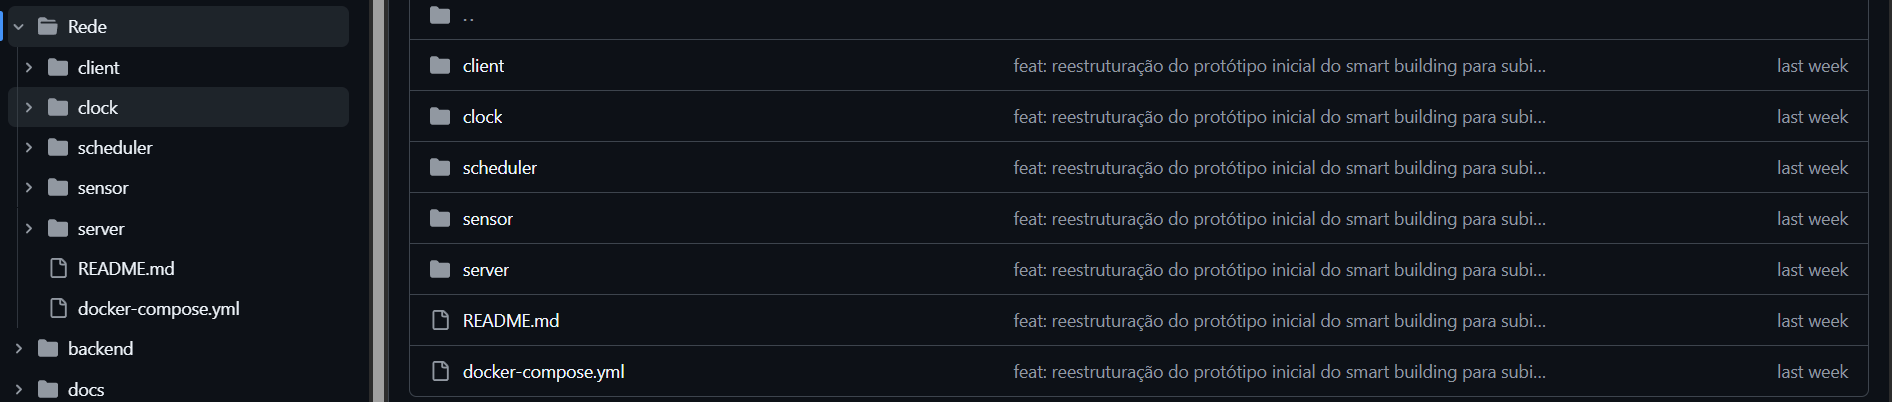 Rede
client
clock
scheduler
sensor
server
README.md
docker-compose.yml
backend
docs
..
client feat: reestruturação do protótipo inicial do smart building para subi... last week
clock feat: reestruturação do protótipo inicial do smart building para subi... last week
scheduler feat: reestruturação do protótipo inicial do smart building para subi... last week
sensor feat: reestruturação do protótipo inicial do smart building para subi... last week
server feat: reestruturação do protótipo inicial do smart building para subi... last week
README.md feat: reestruturação do protótipo inicial do smart building para subi... last week
docker-compose.yml feat: reestruturação do protótipo inicial do smart building para subi... last week